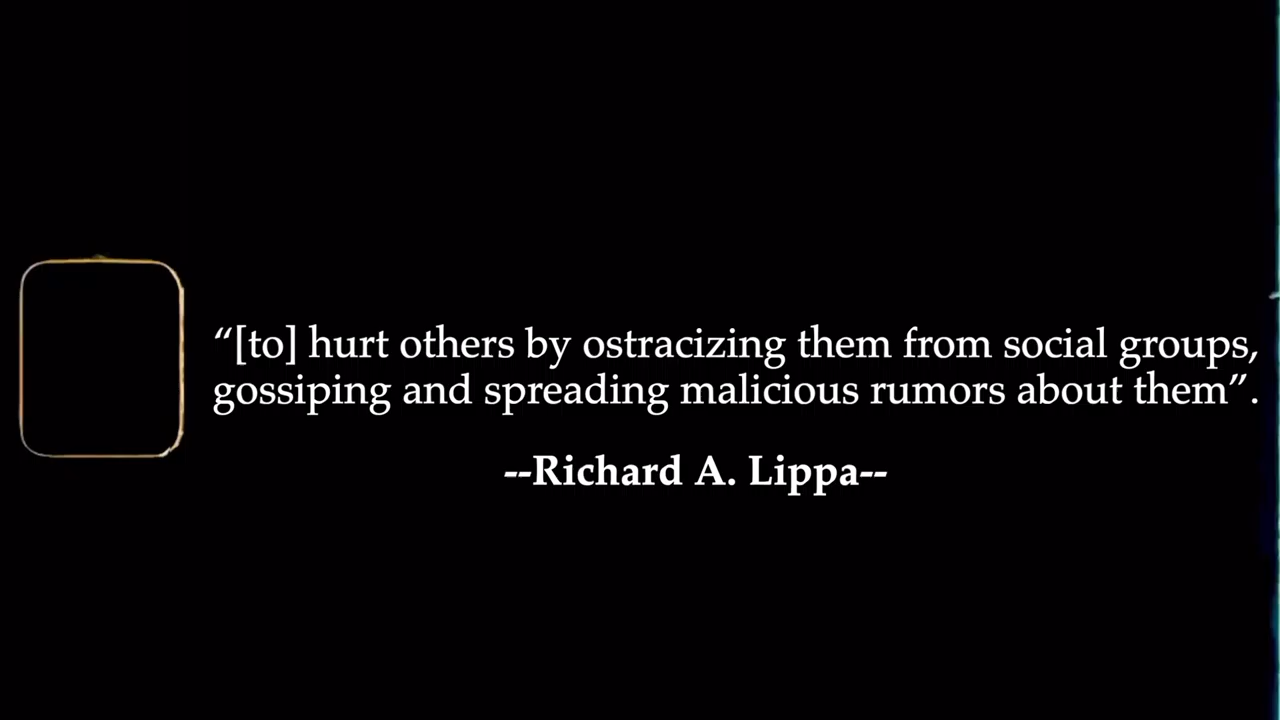 “[to] hurt others by ostracizing them from social groups,
gossiping and spreading malicious rumors about them”.
--Richard A. Lippa--